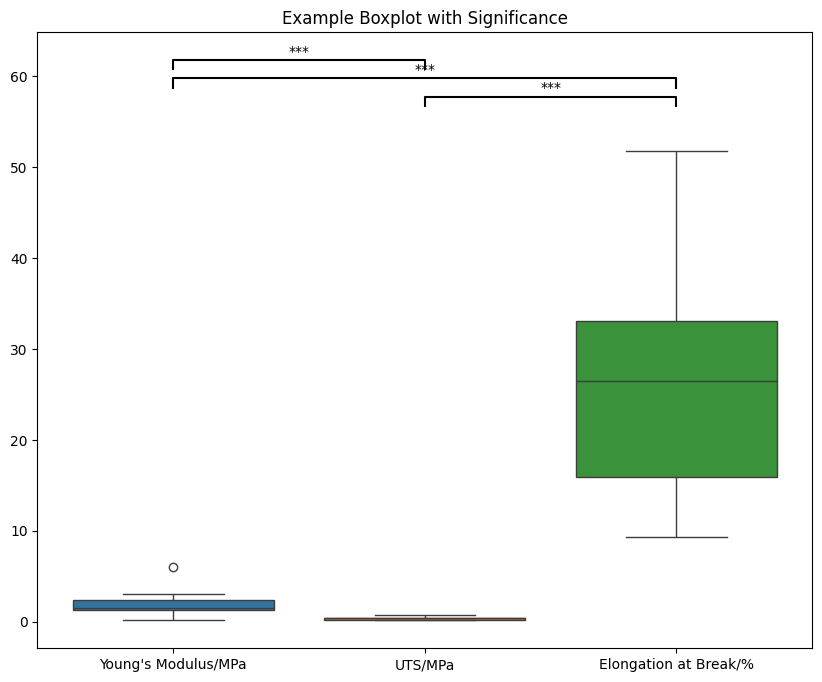 Example Boxplot with Significance
***
***
***
60
50
40
30
20
10
0
Young's Modulus/MPa
UTS/MPa
Elongation at Break/%